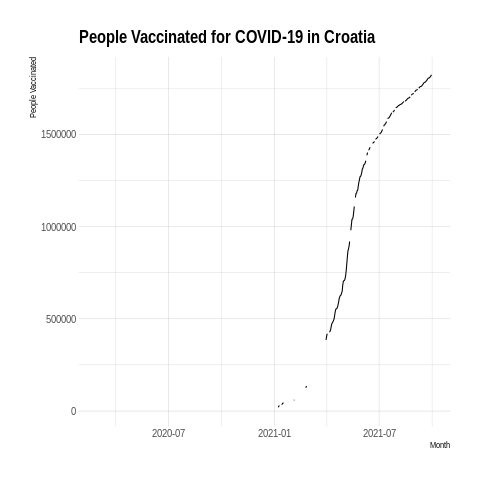 People Vaccinated for COVID-19 in Croatia
People Vaccinated
1500000
1000000
500000
0
2020-07
2021-01
2021-07
Month